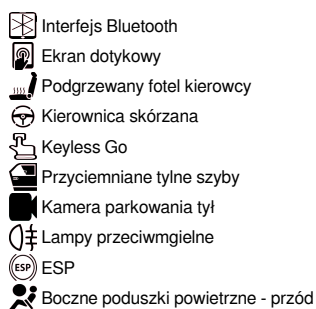 Interfejs Bluetooth
Ekran dotykowy
Podgrzewany fotel kierowcy
Kierownica skórzana
Keyless Go
Przyciemniane tylne szyby
Kamera parkowania tył
Lampy przeciwmgielne
ESP ESP
Boczne poduszki powietrzne - przód